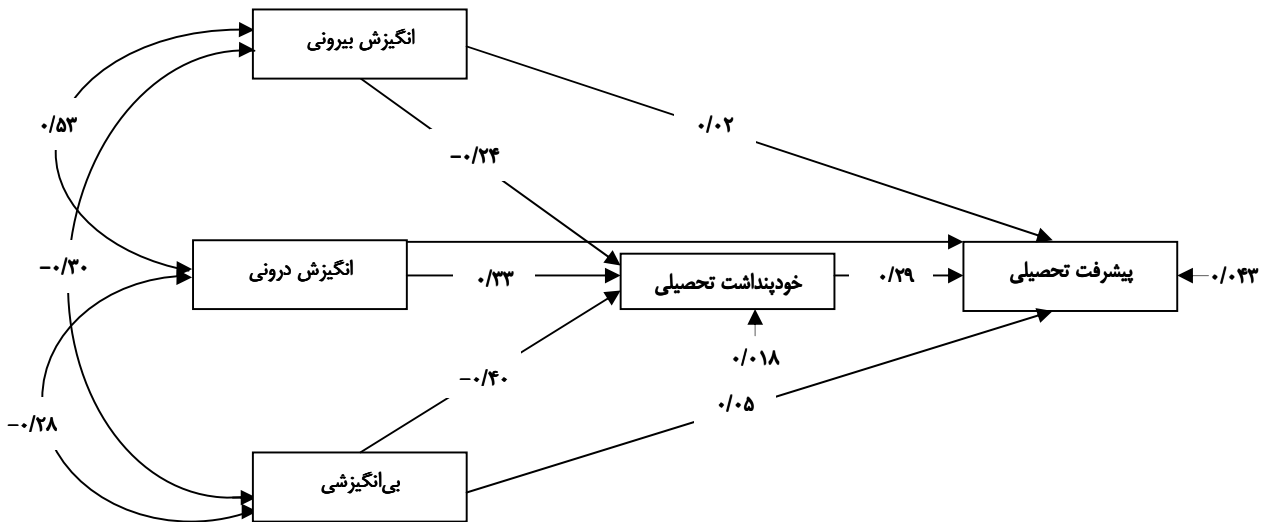 انگیزش بیرونی
۰/۵۳
۰/۰۲
−۰/۲۴
−۰/۳۰
انگیزش درونی
۰/۳۳
خودپنداشت تحصیلی
۰/۲۹
پیشرفت تحصیلی
۰/۰۴۳
۰/۰۱۸
−۰/۴۰
۰/۰۵
−۰/۲۸
بی‌انگیزشی